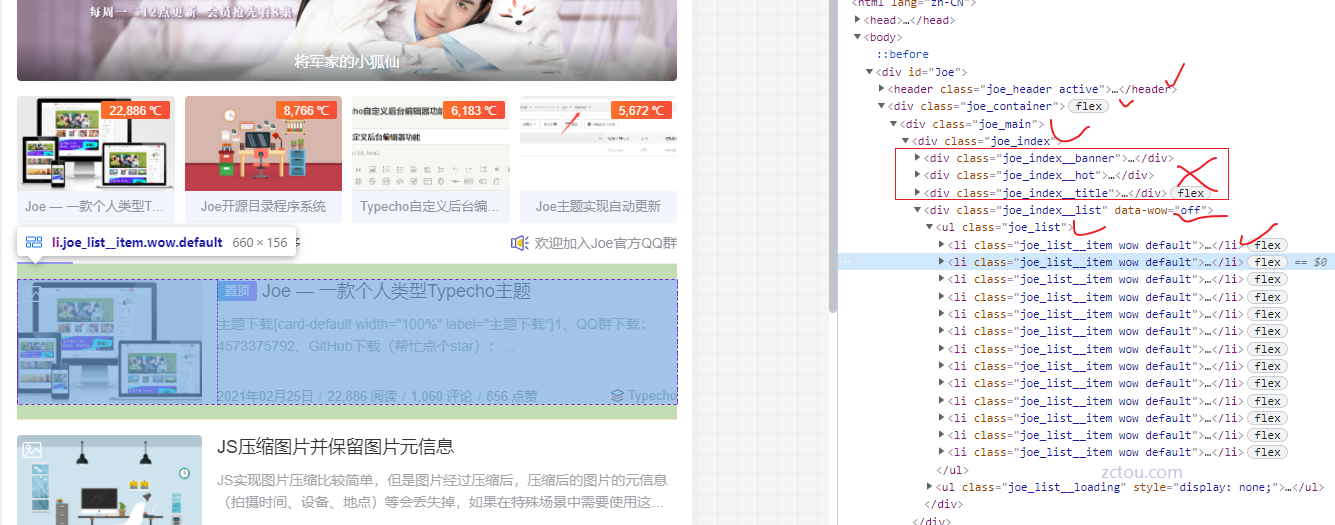 每周一三12点更新 会员抢先看8集
将军家的小狐仙
22,886 ℃
8,766 ℃
6,183 ℃
5,672 ℃
Joe — 一款个人类型T...
Joe开源目录程序系统
Typecho自定义后台编...
Joe主题实现自动更新
li.joe_list__item.wow.default 660 × 156
多
欢迎加入Joe官方QQ群
置顶 Joe — 一款个人类型Typecho主题
主题下载{card-default width="100%" label="主题下载"}1、QQ群下载：
4573375792、GitHub下载（帮忙点个star）：...
2021年02月25日 / 22,886 阅读 / 1,060 评论 / 856 点赞
Typecho
JS压缩图片并保留图片元信息
JS实现图片压缩比较简单，但是图片经过压缩后，压缩后的图片的元信息
（拍摄时间、设备、地点）等会丢失掉，如果在特殊场景中需要使用这...
<html lang="zh-CN">
<head>…</head>
<body>
::before
<div id="Joe">
<header class="joe_header active">…</header>
<div class="joe_container"> flex
<div class="joe_main">
<div class="joe_index">
<div class="joe_index__banner">…</div>
<div class="joe_index__hot">…</div>
<div class="joe_index__title">…</div> flex
<div class="joe_index__list" data-wow="off">
<ul class="joe_list">
<li class="joe_list__item wow default">…</li> flex
<li class="joe_list__item wow default">…</li> flex == $0
<li class="joe_list__item wow default">…</li> flex
<li class="joe_list__item wow default">…</li> flex
<li class="joe_list__item wow default">…</li> flex
<li class="joe_list__item wow default">…</li> flex
<li class="joe_list__item wow default">…</li> flex
<li class="joe_list__item wow default">…</li> flex
<li class="joe_list__item wow default">…</li> flex
<li class="joe_list__item wow default">…</li> flex
<li class="joe_list__item wow default">…</li> flex
<li class="joe_list__item wow default">…</li> flex
<li class="joe_list__item wow default">…</li> flex
</ul>
zctou.com
<ul class="joe_list__loading" style="display: none;">…</ul>
</div>
</div>